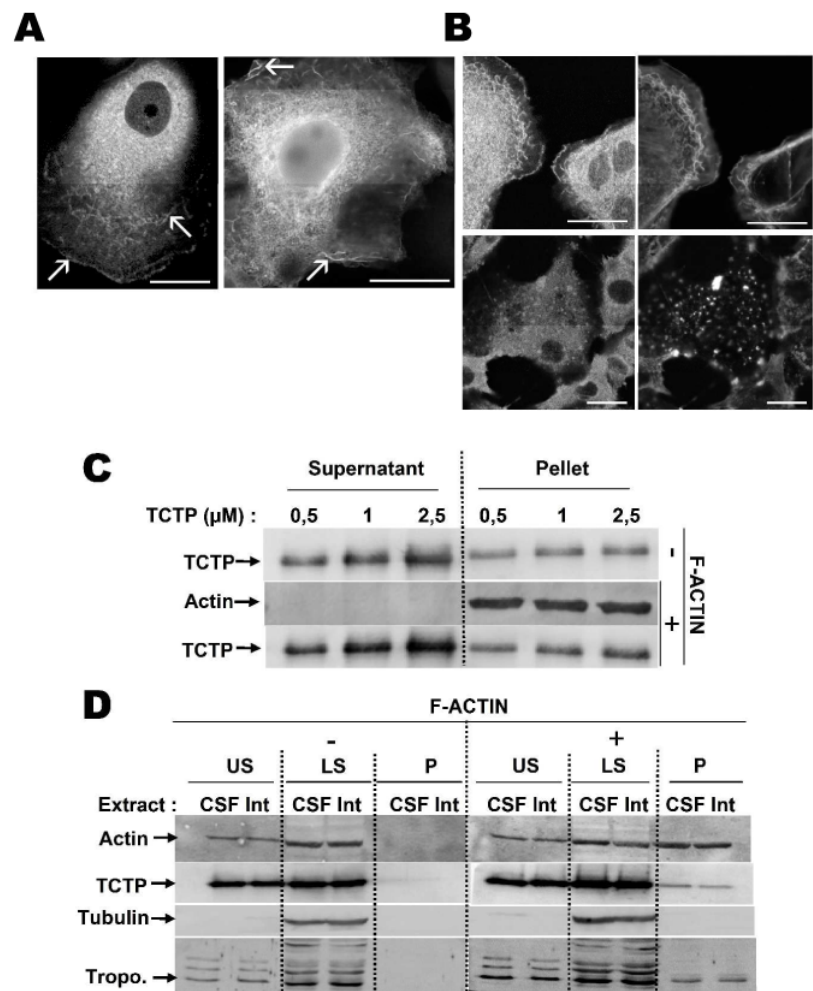 A
B
C
Supernatant Pellet
TCTP (µM) : 0,5 1 2,5 0,5 1 2,5
TCTP -
Actin
+
TCTP
F-ACTIN
D
F-ACTIN
- +
US LS P US LS P
Extract : CSF Int CSF Int CSF Int CSF Int CSF Int CSF Int
Actin
TCTP
Tubulin
Tropo.